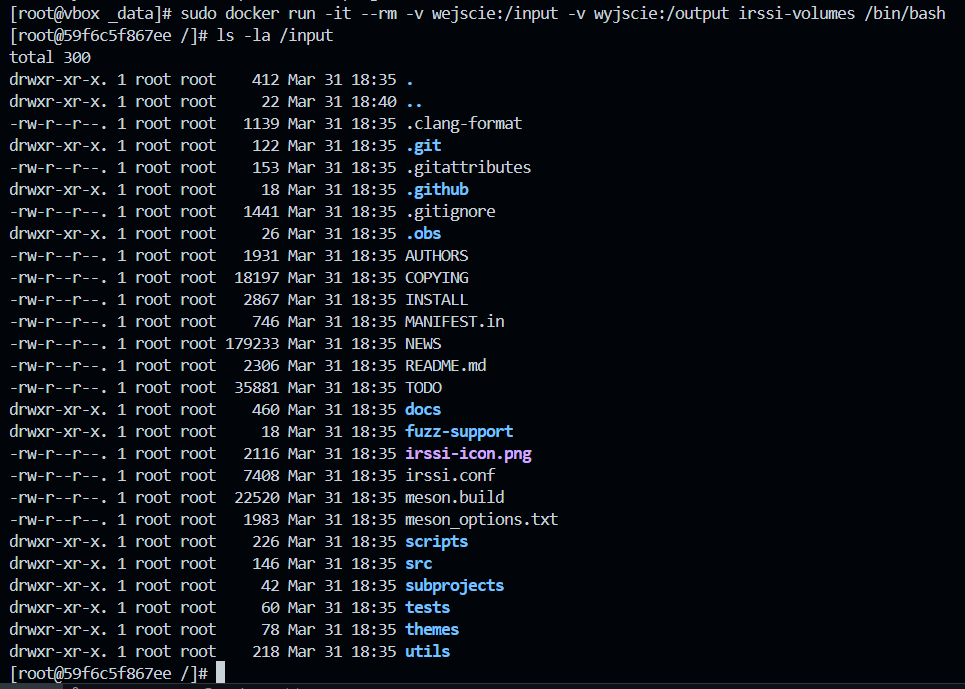 [root@vbox _data]# sudo docker run -it --rm -v wejscie:/input -v wyjscie:/output irssi-volumes /bin/bash
[root@59f6c5f867ee /]# ls -la /input
total 300
drwxr-xr-x. 1 root root    412 Mar 31 18:35 .
drwxr-xr-x. 1 root root     22 Mar 31 18:40 ..
-rw-r--r--. 1 root root   1139 Mar 31 18:35 .clang-format
drwxr-xr-x. 1 root root    122 Mar 31 18:35 .git
-rw-r--r--. 1 root root    153 Mar 31 18:35 .gitattributes
drwxr-xr-x. 1 root root     18 Mar 31 18:35 .github
-rw-r--r--. 1 root root   1441 Mar 31 18:35 .gitignore
drwxr-xr-x. 1 root root     26 Mar 31 18:35 .obs
-rw-r--r--. 1 root root   1931 Mar 31 18:35 AUTHORS
-rw-r--r--. 1 root root  18197 Mar 31 18:35 COPYING
-rw-r--r--. 1 root root   2867 Mar 31 18:35 INSTALL
-rw-r--r--. 1 root root    746 Mar 31 18:35 MANIFEST.in
-rw-r--r--. 1 root root 179233 Mar 31 18:35 NEWS
-rw-r--r--. 1 root root   2306 Mar 31 18:35 README.md
-rw-r--r--. 1 root root  35881 Mar 31 18:35 TODO
drwxr-xr-x. 1 root root    460 Mar 31 18:35 docs
drwxr-xr-x. 1 root root     18 Mar 31 18:35 fuzz-support
-rw-r--r--. 1 root root   2116 Mar 31 18:35 irssi-icon.png
-rw-r--r--. 1 root root   7408 Mar 31 18:35 irssi.conf
-rw-r--r--. 1 root root  22520 Mar 31 18:35 meson.build
-rw-r--r--. 1 root root   1983 Mar 31 18:35 meson_options.txt
drwxr-xr-x. 1 root root    226 Mar 31 18:35 scripts
drwxr-xr-x. 1 root root    146 Mar 31 18:35 src
drwxr-xr-x. 1 root root     42 Mar 31 18:35 subprojects
drwxr-xr-x. 1 root root     60 Mar 31 18:35 tests
drwxr-xr-x. 1 root root     78 Mar 31 18:35 themes
drwxr-xr-x. 1 root root    218 Mar 31 18:35 utils
[root@59f6c5f867ee /]#